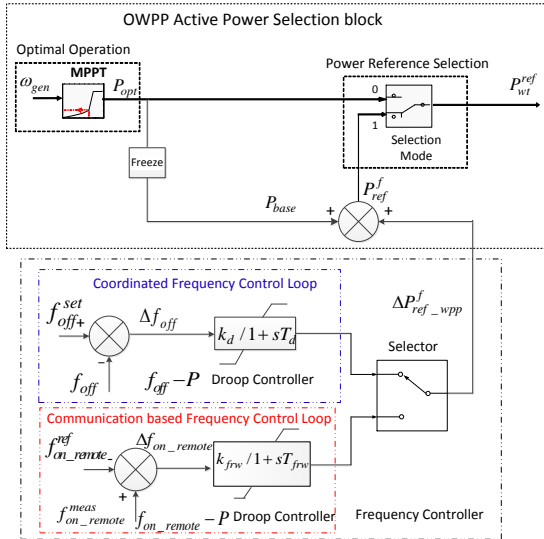 OWPP Active Power Selection block
Optimal Operation
MPPT
ω_gen
P_opt
Power Reference Selection
P_wt^ref
0
1
Selection
Mode
Freeze
P_ref^f
P_base
+
+
Coordinated Frequency Control Loop
f_off^set
+
-
Δf_off
k_d / 1 + sT_d
f_off
f_off − P Droop Controller
ΔP_ref_wpp^f
Selector
Communication based Frequency Control Loop
f_on_remote^ref
-
+
Δf_on_remote
k_frw / 1 + sT_frw
f_on_remote^meas
f_on_remote − P Droop Controller
Frequency Controller